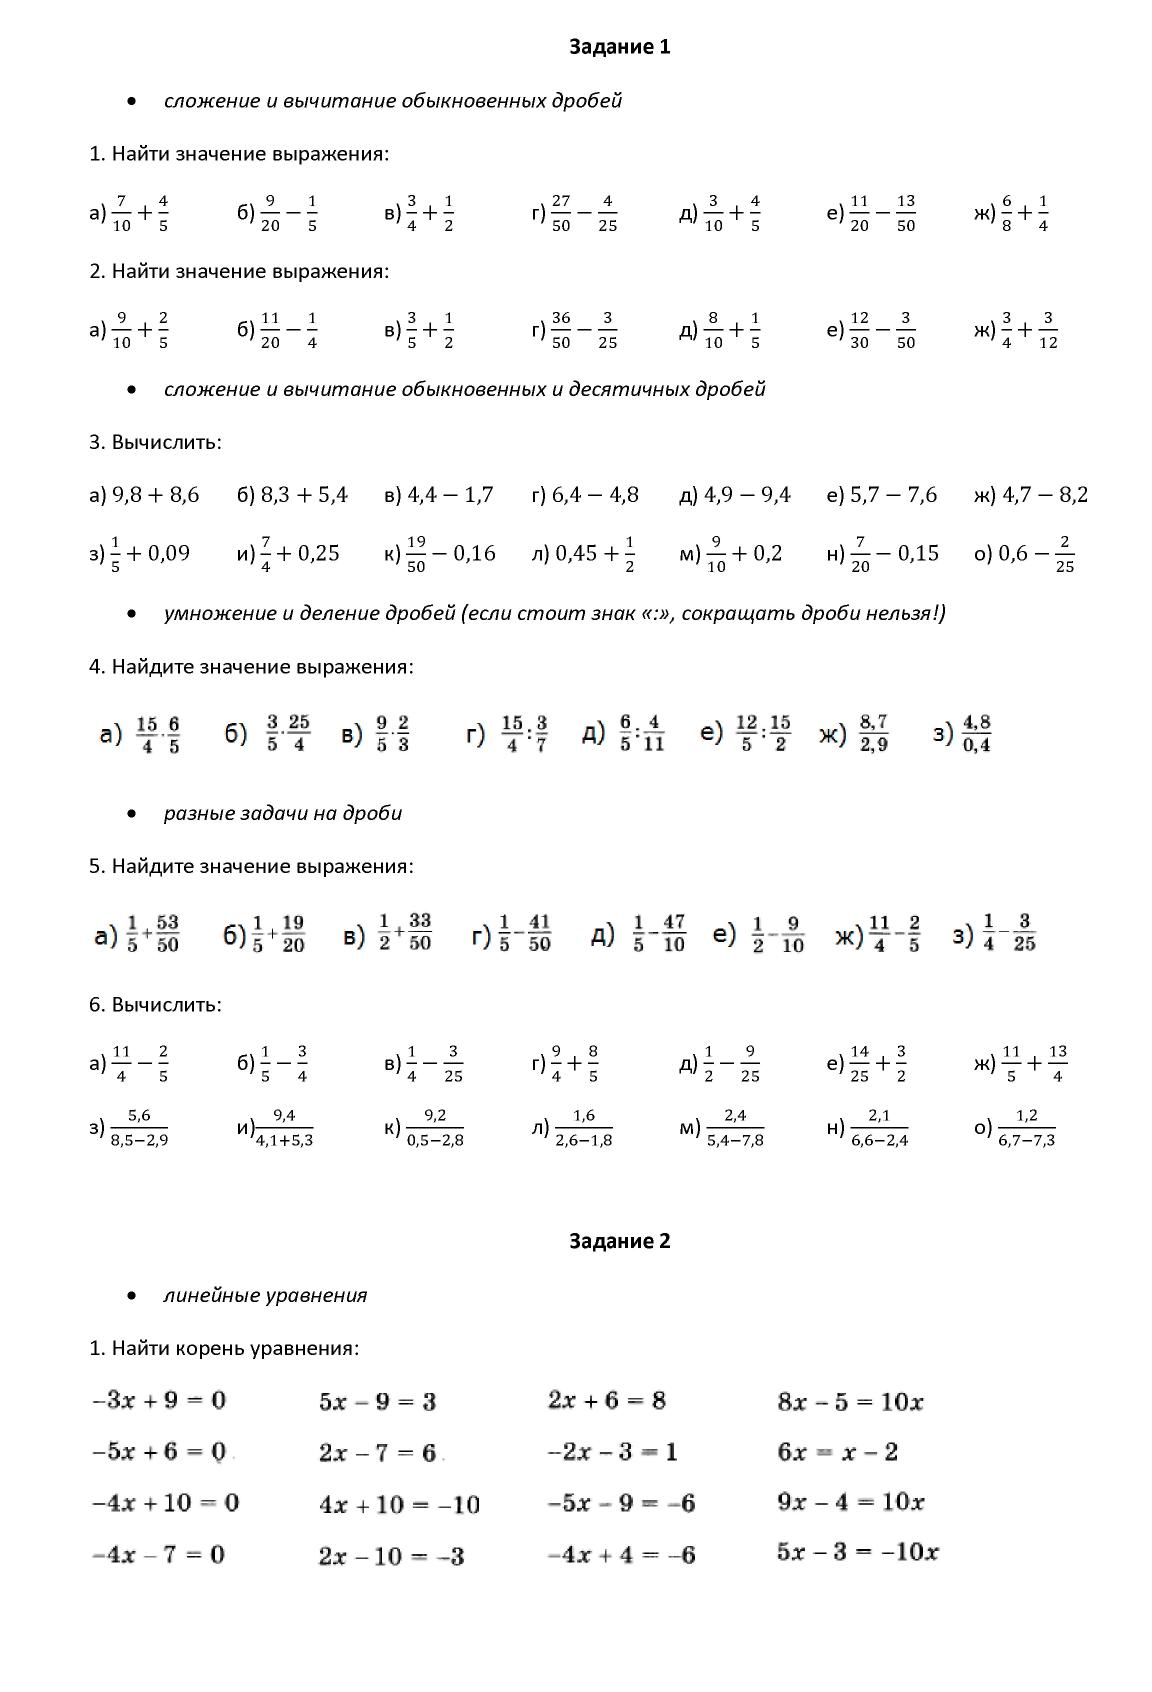 Задание 1
• сложение и вычитание обыкновенных дробей
1. Найти значение выражения:
а) 7/10 + 4/5 б) 9/20 − 1/5 в) 3/4 + 1/2 г) 27/50 − 4/25 д) 3/10 + 4/5 е) 11/20 − 13/50 ж) 6/8 + 1/4
2. Найти значение выражения:
а) 9/10 + 2/5 б) 11/20 − 1/4 в) 3/5 + 1/2 г) 36/50 − 3/25 д) 8/10 + 1/5 е) 12/30 − 3/50 ж) 3/4 + 3/12
• сложение и вычитание обыкновенных и десятичных дробей
3. Вычислить:
а) 9,8 + 8,6 б) 8,3 + 5,4 в) 4,4 − 1,7 г) 6,4 − 4,8 д) 4,9 − 9,4 е) 5,7 − 7,6 ж) 4,7 − 8,2
з) 1/5 + 0,09 и) 7/4 + 0,25 к) 19/50 − 0,16 л) 0,45 + 1/2 м) 9/10 + 0,2 н) 7/20 − 0,15 о) 0,6 − 2/25
• умножение и деление дробей (если стоит знак «:», сокращать дроби нельзя!)
4. Найдите значение выражения:
а) 15/4 · 6/5 б) 3/5 · 25/4 в) 9/5 · 2/3 г) 15/4 : 3/7 д) 6/5 : 4/11 е) 12/5 : 15/2 ж) 8,7/2,9 з) 4,8/0,4
• разные задачи на дроби
5. Найдите значение выражения:
а) 1/5 + 53/50 б) 1/5 + 19/20 в) 1/2 + 33/50 г) 1/5 − 41/50 д) 1/5 − 47/10 е) 1/2 − 9/10 ж) 11/4 − 2/5 з) 1/4 − 3/25
6. Вычислить:
а) 11/4 − 2/5 б) 1/5 − 3/4 в) 1/4 − 3/25 г) 9/4 + 8/5 д) 1/2 − 9/25 е) 14/25 + 3/2 ж) 11/5 + 13/4
з) 5,6/(8,5−2,9) и) 9,4/(4,1+5,3) к) 9,2/(0,5−2,8) л) 1,6/(2,6−1,8) м) 2,4/(5,4−7,8) н) 2,1/(6,6−2,4) о) 1,2/(6,7−7,3)
Задание 2
• линейные уравнения
1. Найти корень уравнения:
−3x + 9 = 0 5x − 9 = 3 2x + 6 = 8 8x − 5 = 10x
−5x + 6 = 0 2x − 7 = 6 −2x − 3 = 1 6x = x − 2
−4x + 10 = 0 4x + 10 = −10 −5x − 9 = −6 9x − 4 = 10x
−4x − 7 = 0 2x − 10 = −3 −4x + 4 = −6 5x − 3 = −10x